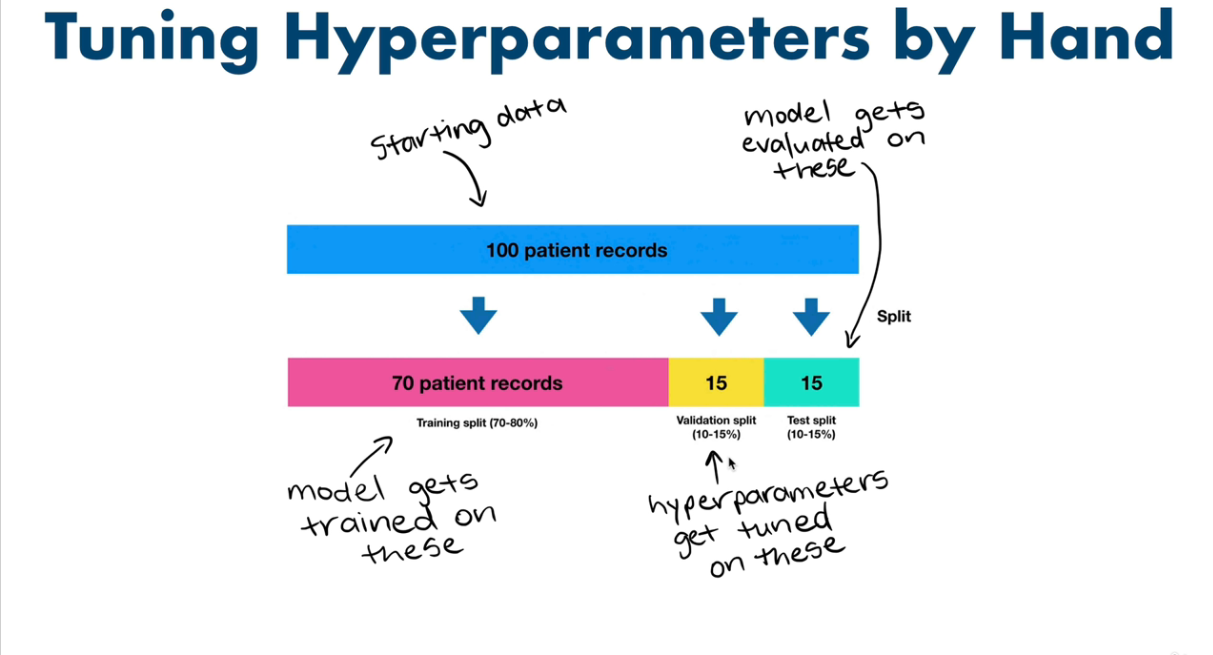 Tuning Hyperparameters by Hand
starting data
model gets
evaluated on
these
100 patient records
Split
70 patient records
15
15
Training split (70-80%)
Validation split
(10-15%)
Test split
(10-15%)
model gets
trained on
these
hyperparameters
get tuned
on these